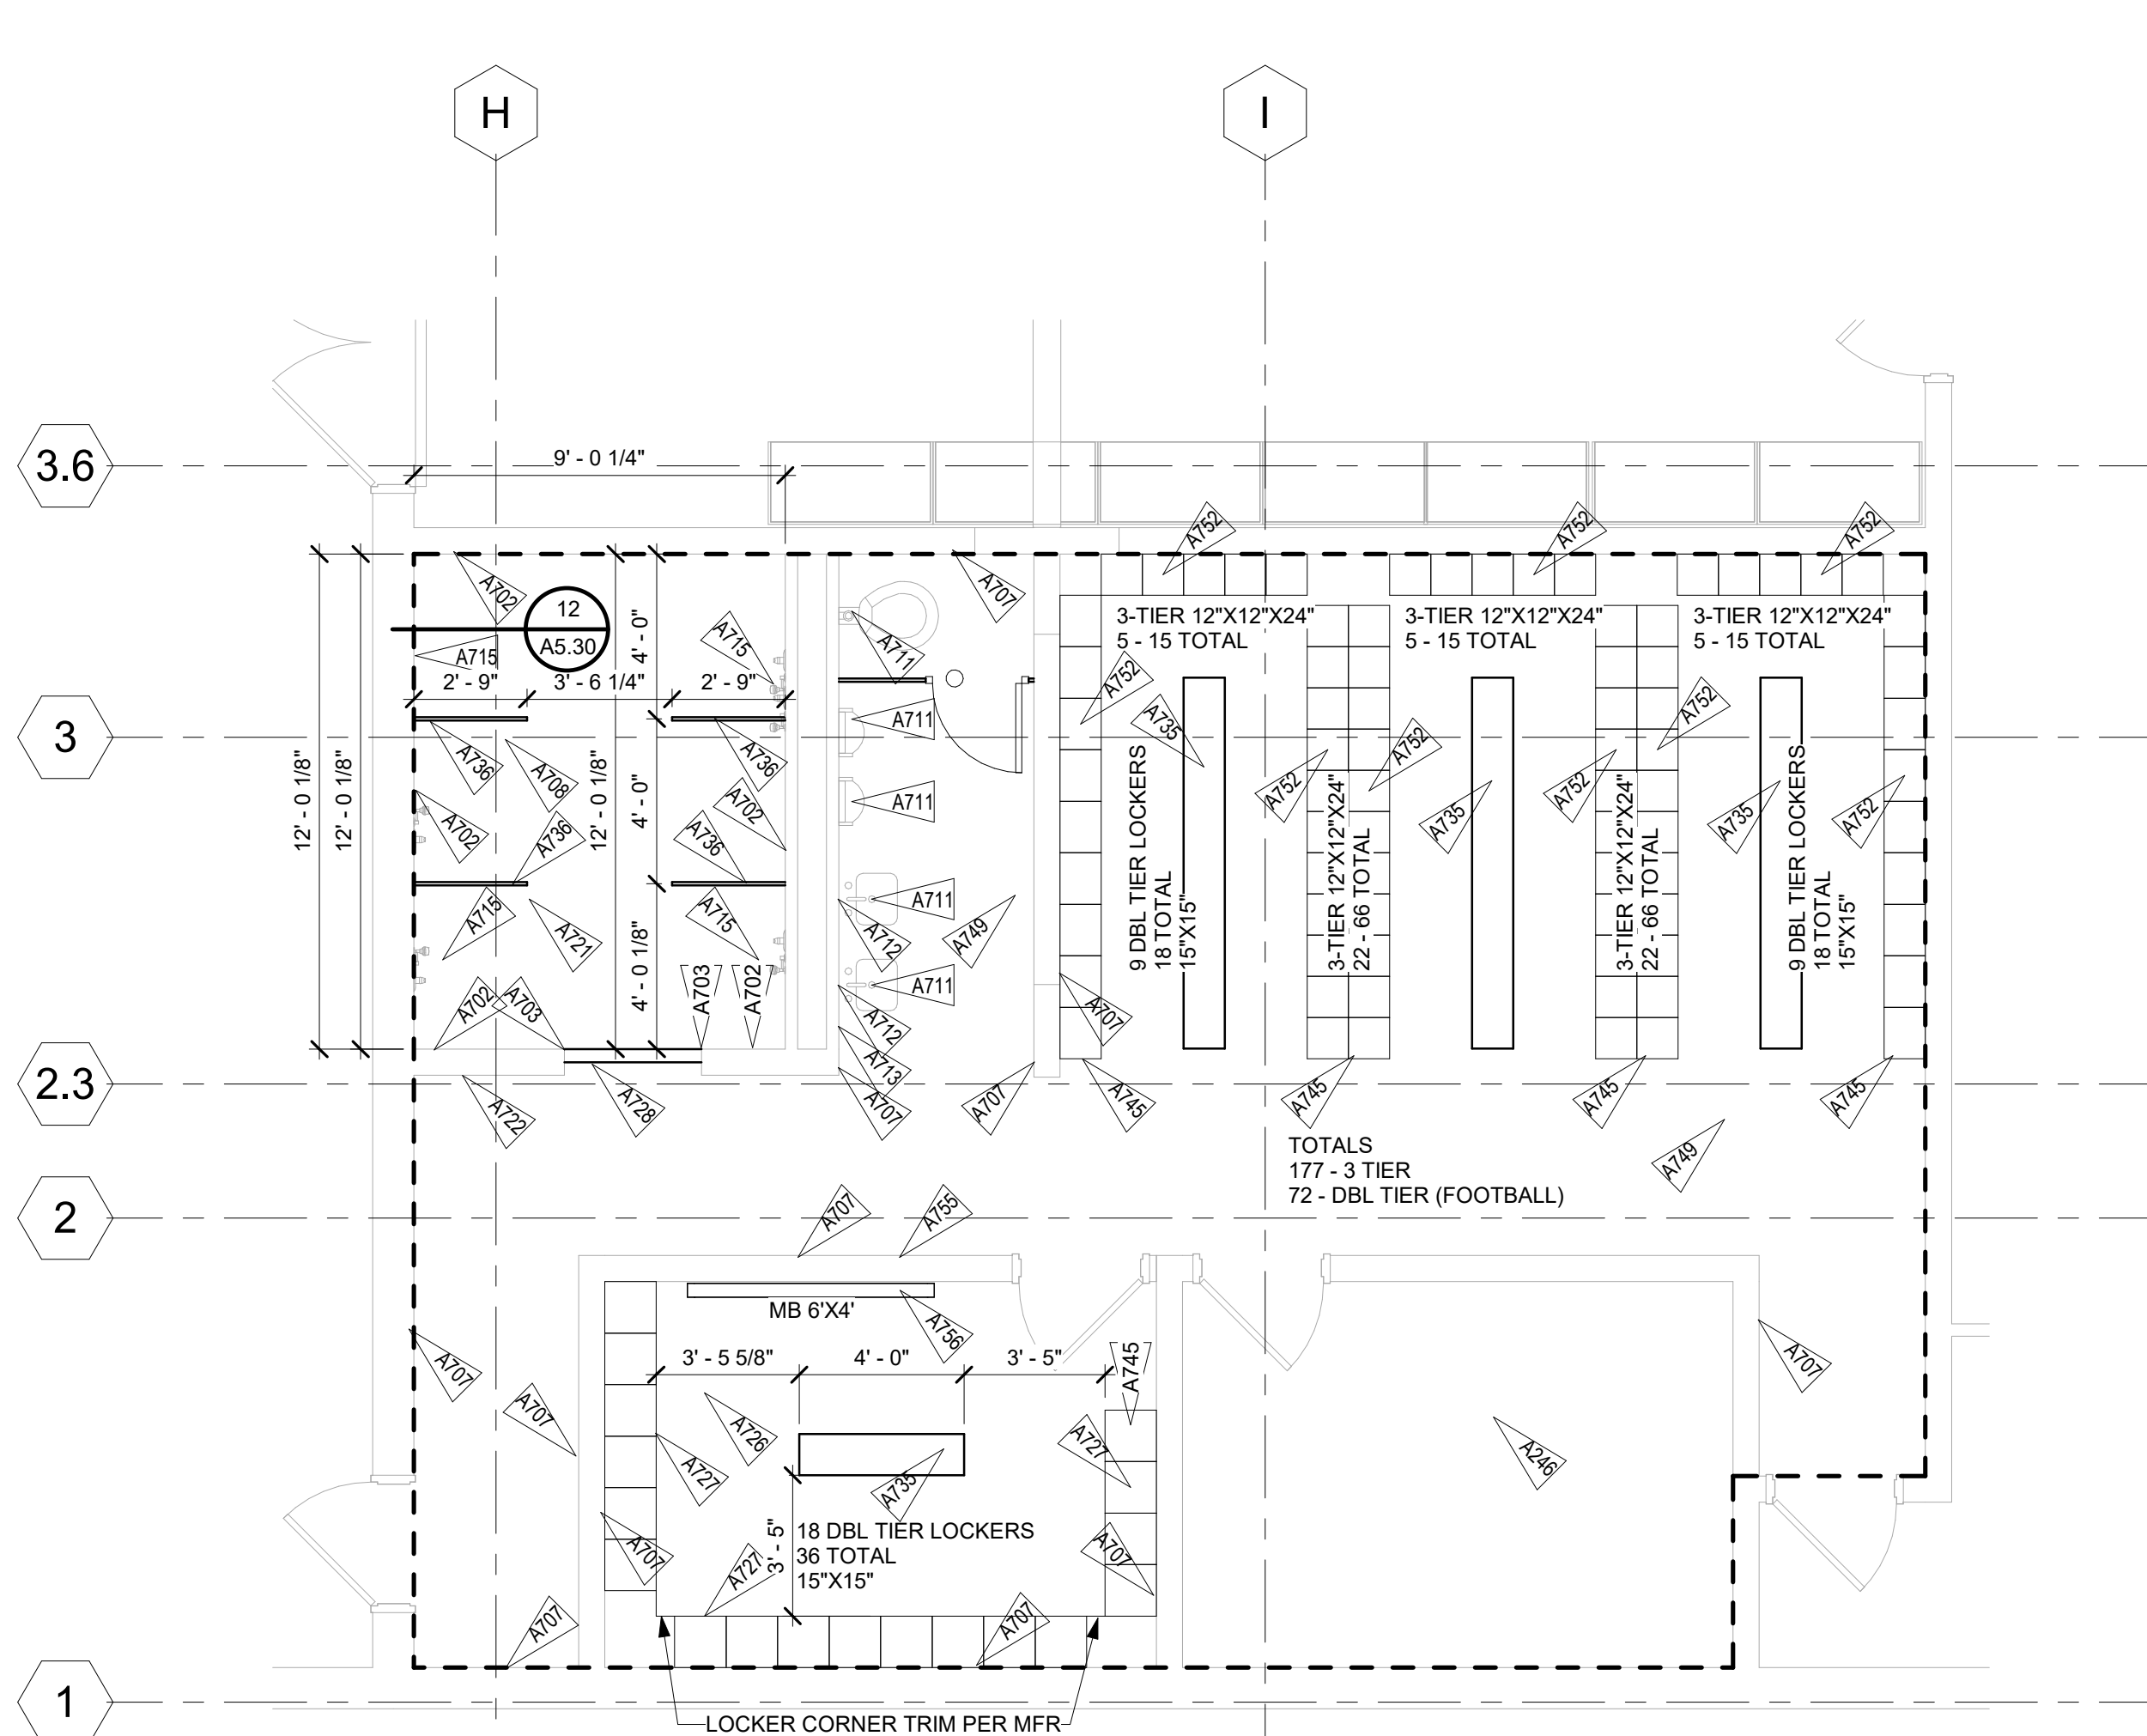 H
I
3.6
9' - 0 1/4"
A752
A752
A752
A702
A707
12
A5.30
A715
A715
A711
4' - 0"
2' - 9"
3' - 6 1/4"
2' - 9"
3-TIER 12"X12"X24"
5 - 15 TOTAL
3-TIER 12"X12"X24"
5 - 15 TOTAL
3-TIER 12"X12"X24"
5 - 15 TOTAL
3
A711
A752
A735
A752
A752
A736
A708
A736
12' - 0 1/8"
12' - 0 1/8"
12' - 0 1/8"
4' - 0"
A702
A711
A752
A735
A752
A735
A752
A702
A736
A736
9 DBL TIER LOCKERS
18 TOTAL
15"X15"
3-TIER 12"X12"X24"
22 - 66 TOTAL
3-TIER 12"X12"X24"
22 - 66 TOTAL
9 DBL TIER LOCKERS
18 TOTAL
15"X15"
A715
A721
A715
A711
A712
A749
4' - 0 1/8"
A702
A703
A703
A702
A711
A712
A707
2.3
A713
A722
A728
A707
A707
A745
A745
A745
A745
TOTALS
177 - 3 TIER
72 - DBL TIER (FOOTBALL)
A749
2
A707
A755
MB 6'X4'
A756
3' - 5 5/8"
4' - 0"
3' - 5"
A745
A707
A707
A707
A726
A727
A727
A735
A246
3' - 5"
18 DBL TIER LOCKERS
36 TOTAL
15"X15"
A707
A727
A707
A707
A707
1
LOCKER CORNER TRIM PER MFR